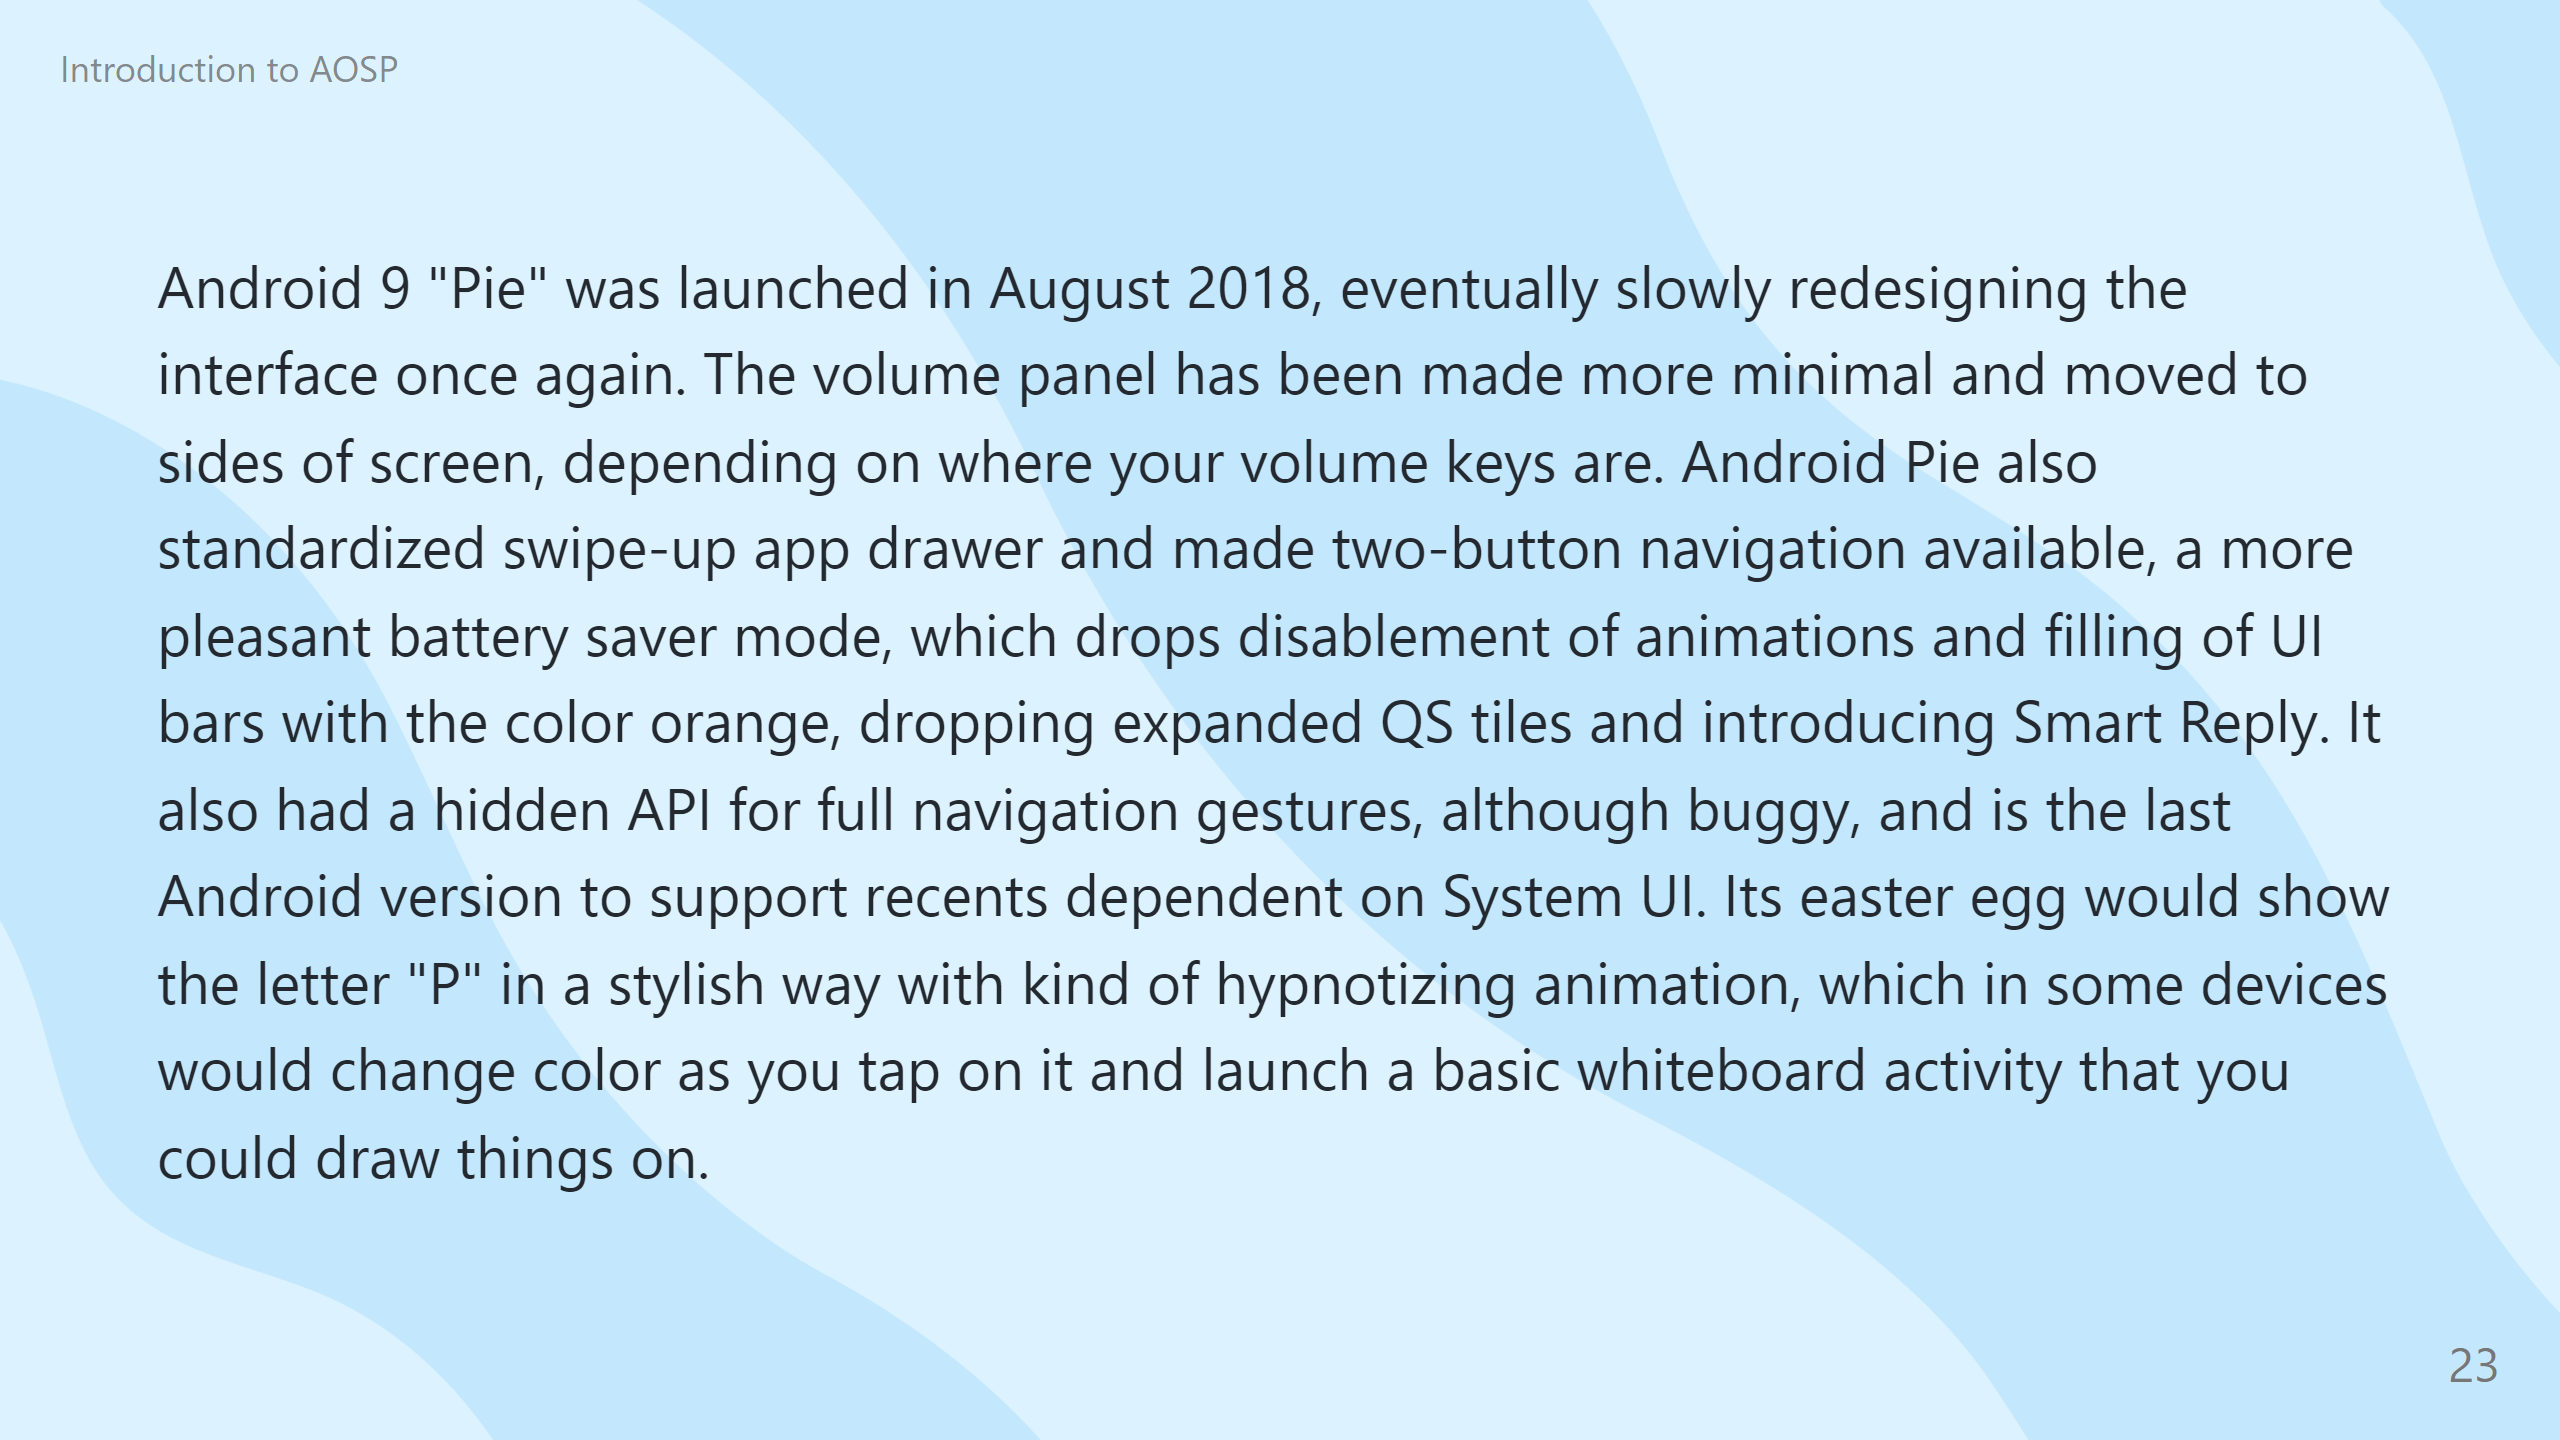 Introduction to AOSP
Android 9 "Pie" was launched in August 2018, eventually slowly redesigning the
interface once again. The volume panel has been made more minimal and moved to
sides of screen, depending on where your volume keys are. Android Pie also
standardized swipe-up app drawer and made two-button navigation available, a more
pleasant battery saver mode, which drops disablement of animations and filling of UI
bars with the color orange, dropping expanded QS tiles and introducing Smart Reply. It
also had a hidden API for full navigation gestures, although buggy, and is the last
Android version to support recents dependent on System UI. Its easter egg would show
the letter "P" in a stylish way with kind of hypnotizing animation, which in some devices
would change color as you tap on it and launch a basic whiteboard activity that you
could draw things on.
23